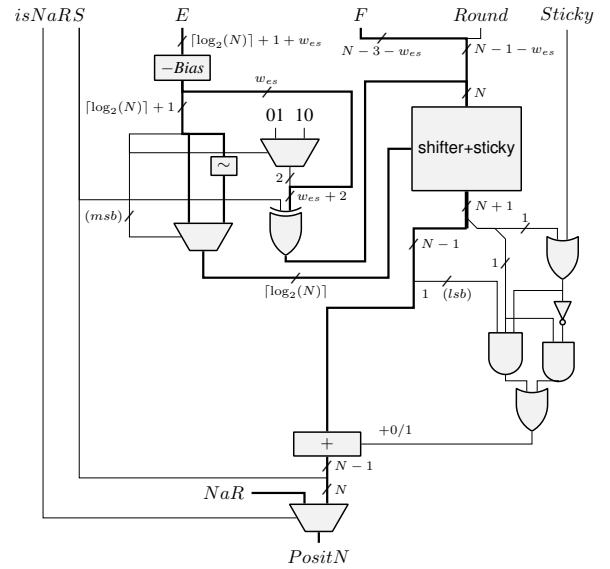 isNaR S E F Round Sticky
⌈log₂(N)⌉ + 1 + wₑₛ
N − 3 − wₑₛ
N − 1 − wₑₛ
−Bias
wₑₛ
N
⌈log₂(N)⌉ + 1
01 10
shifter+sticky
~
2
wₑₛ + 2
N + 1
(msb)
1
N − 1
1
⌈log₂(N)⌉
1
(lsb)
+0/1
+
N − 1
NaR
N
PositN